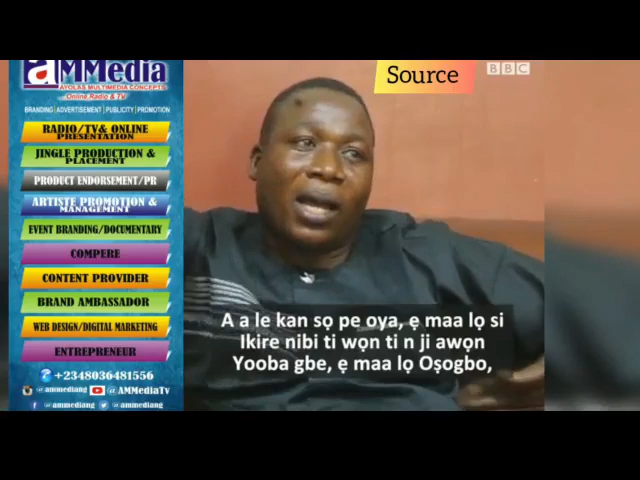 aMMedia
AYOLAS MULTIMEDIA CONCEPTS
...Online Radio & TV
BRANDING | ADVERTISEMENT | PUBLICITY | PROMOTION
RADIO/TV& ONLINE
PRESENTATION
JINGLE PRODUCTION &
PLACEMENT
PRODUCT ENDORSEMENT/PR
ARTISTE PROMOTION &
MANAGEMENT
EVENT BRANDING/DOCUMENTARY
COMPERE
CONTENT PROVIDER
BRAND AMBASSADOR
WEB DESIGN/DIGITAL MARKETING
ENTREPRENEUR
+2348036481556
@ammediang
@AMMediaTv
@ammediang
@ammediang
Source
BBC
A a le kan sọ pe oya, ẹ maa lọ si
Ikire nibi ti wọn ti n ji awọn
Yooba gbe, ẹ maa lọ Oṣogbo,